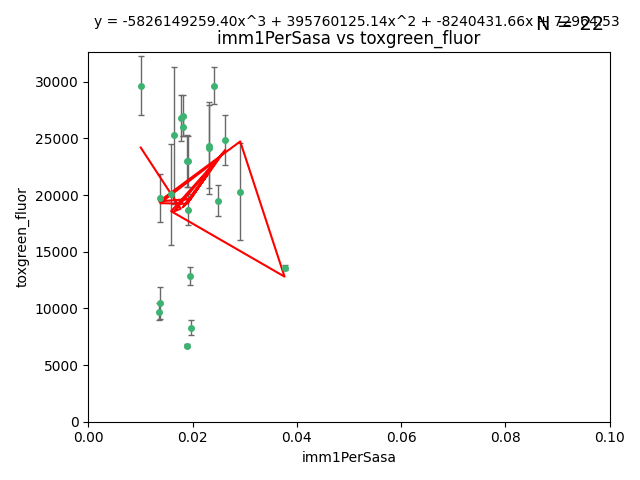 y = -5826149259.40x^3 + 395760125.14x^2 + -8240431.66x + 72964.53
N = 22
imm1PerSasa vs toxgreen_fluor
30000
25000
20000
15000
10000
5000
0
toxgreen_fluor
0.00 0.02 0.04 0.06 0.08 0.10
imm1PerSasa